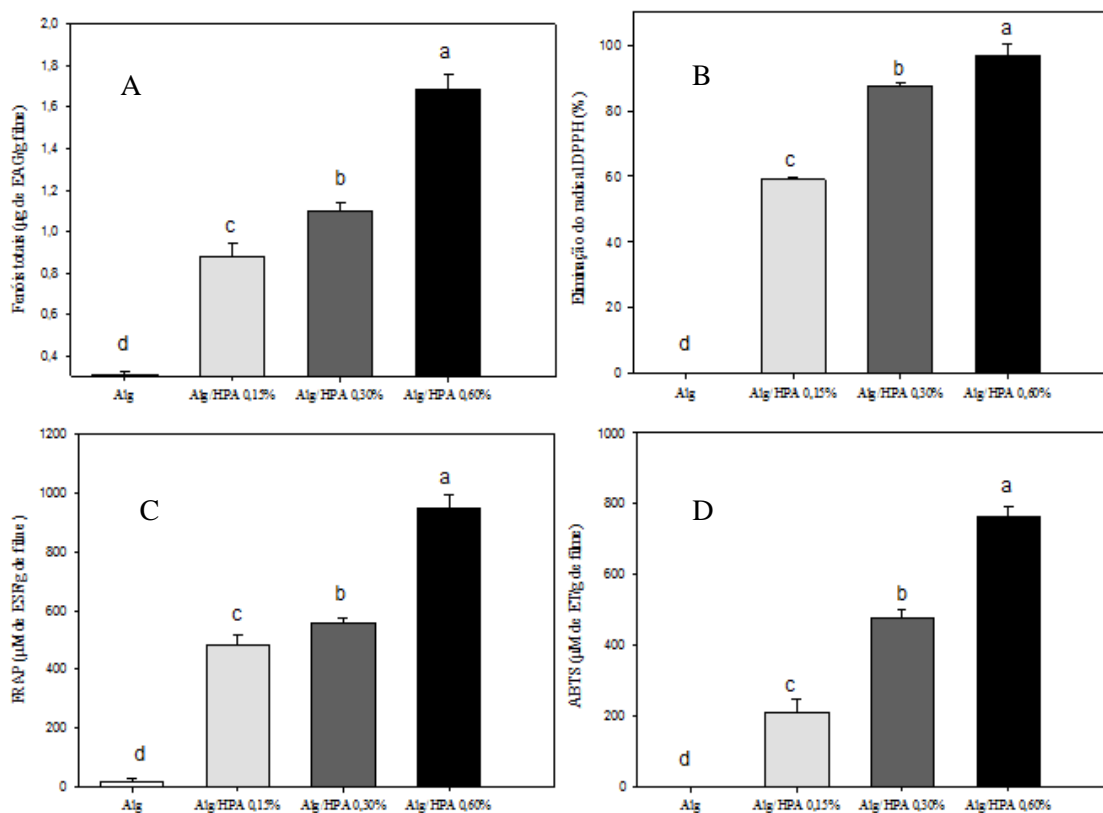 Fenóis totais (µg de EAG/g filme)
2,0
1,8
1,6
1,4
1,2
1,0
0,8
0,6
0,4
A
d
c
b
a
Alg
Alg/HPA 0,15%
Alg/HPA 0,30%
Alg/HPA 0,60%
Eliminação do radical DPPH (%)
100
80
60
40
20
0
B
d
c
b
a
Alg
Alg/HPA 0,15%
Alg/HPA 0,30%
Alg/HPA 0,60%
FRAP (µM de ESF/g de filme)
1200
1000
800
600
400
200
0
C
d
c
b
a
Alg
Alg/HPA 0,15%
Alg/HPA 0,30%
Alg/HPA 0,60%
ABTS (µM de ET/g de filme)
1000
800
600
400
200
0
D
d
c
b
a
Alg
Alg/HPA 0,15%
Alg/HPA 0,30%
Alg/HPA 0,60%